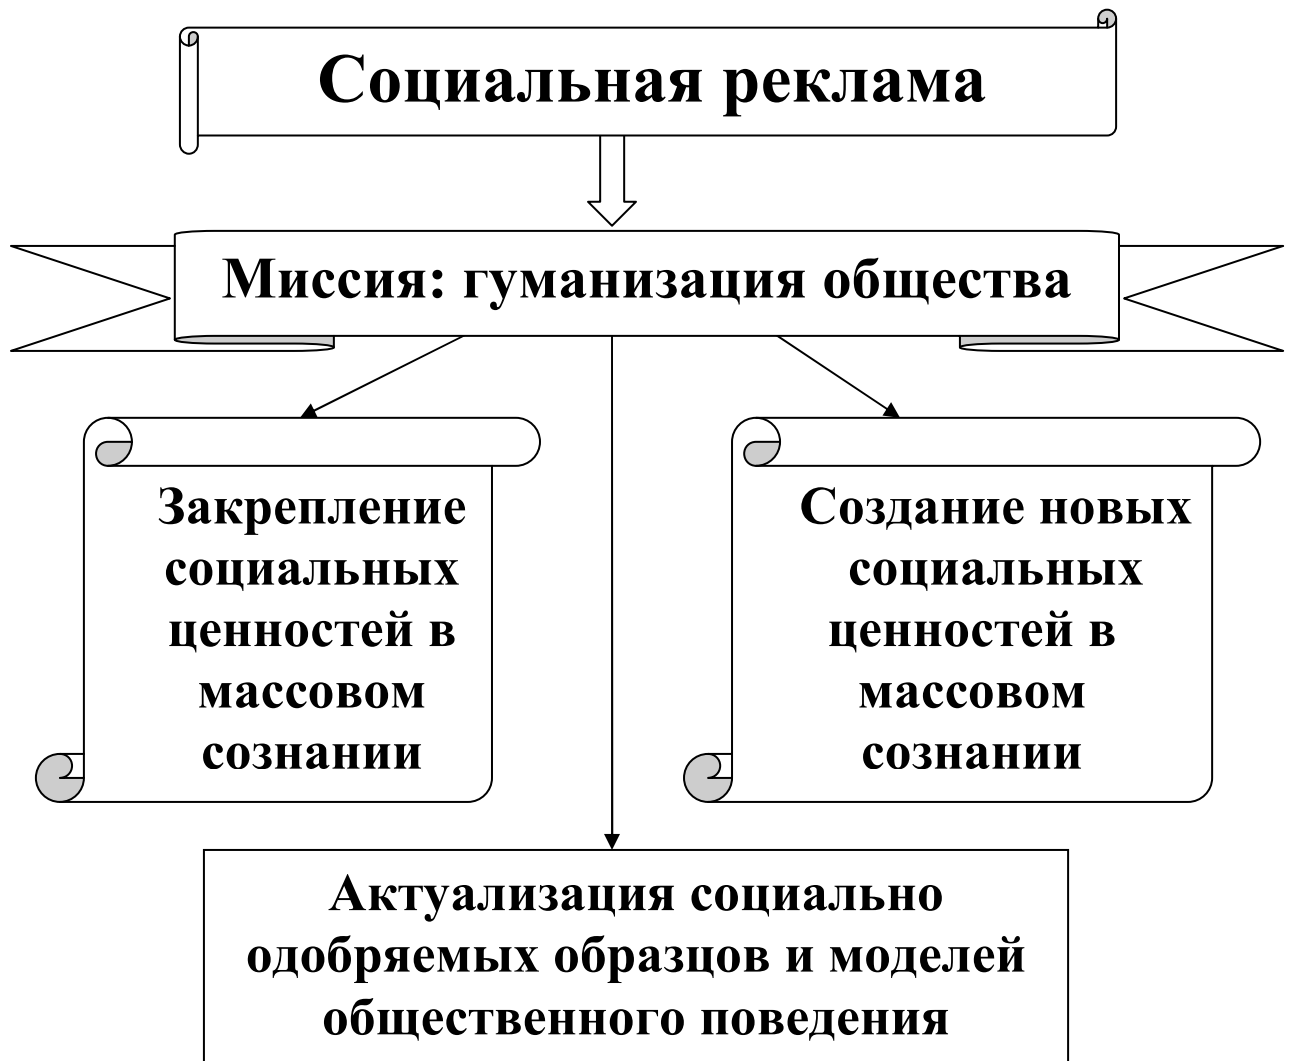 Социальная реклама
Миссия: гуманизация общества
Закрепление
социальных
ценностей в
массовом
сознании
Создание новых
социальных
ценностей в
массовом
сознании
Актуализация социально
одобряемых образцов и моделей
общественного поведения